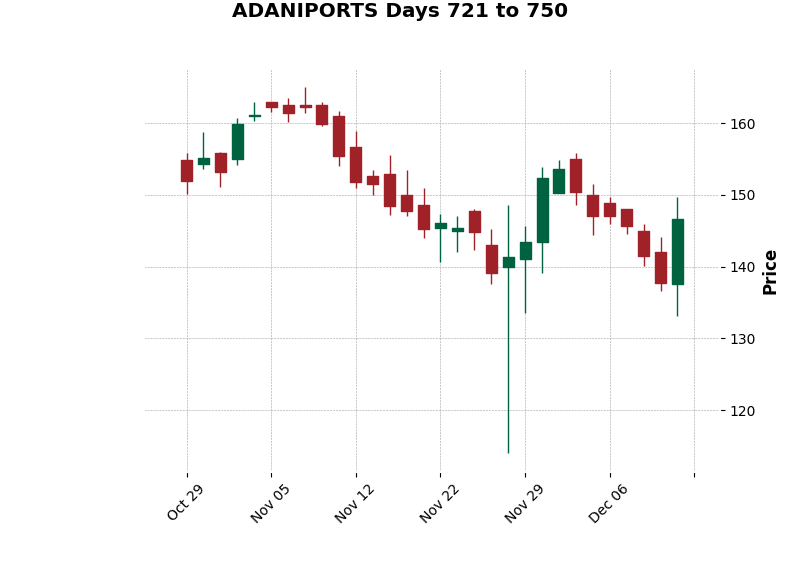 ADANIPORTS Days 721 to 750
160
150
140
130
120
Price
Oct 29
Nov 05
Nov 12
Nov 22
Nov 29
Dec 06